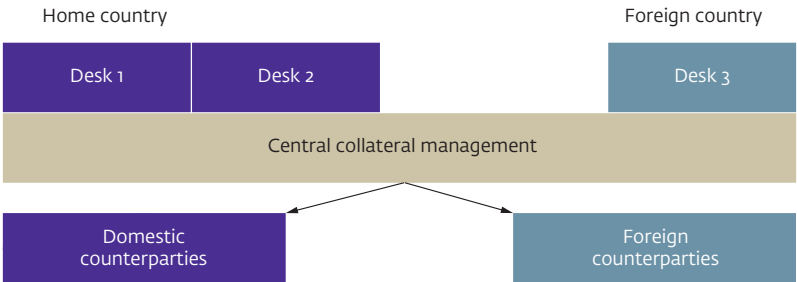 Home country
Foreign country
Desk 1
Desk 2
Desk 3
Central collateral management
Domestic
counterparties
Foreign
counterparties